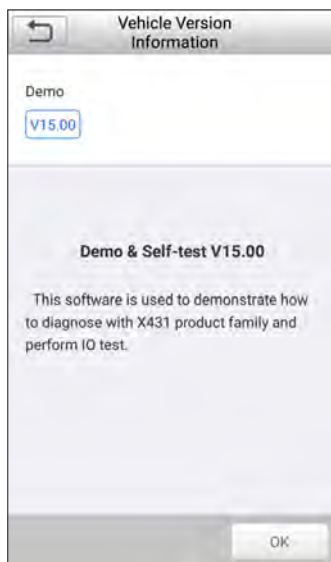 Vehicle Version
Information
Demo
V15.00
Demo & Self-test V15.00
This software is used to demonstrate how
to diagnose with X431 product family and
perform IO test.
OK